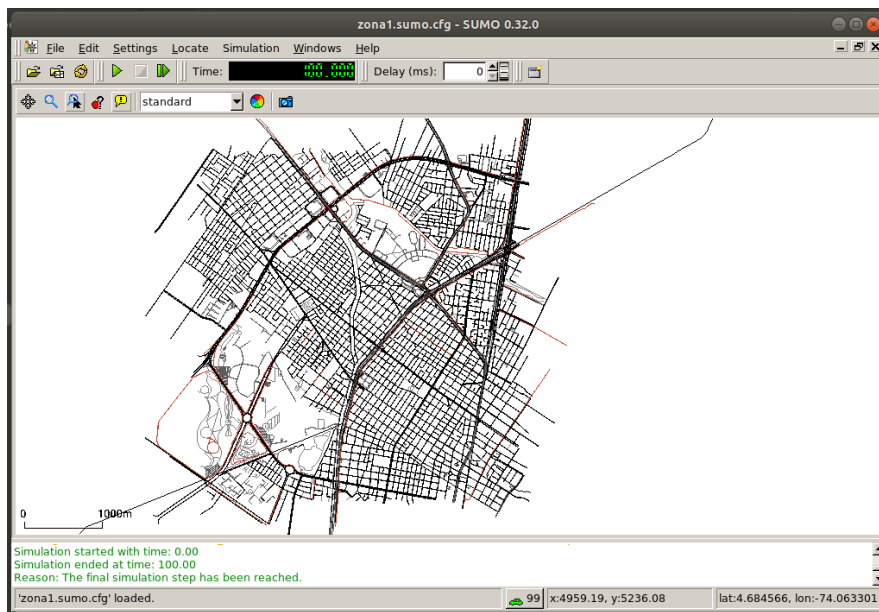 zona1.sumo.cfg - SUMO 0.32.0
File Edit Settings Locate Simulation Windows Help
Time: 100.000 Delay (ms): 0
standard
0 1000m
Simulation started with time: 0.00
Simulation ended at time: 100.00
Reason: The final simulation step has been reached.
'zona1.sumo.cfg' loaded. 99 x:4959.19, y:5236.08 lat:4.684566, lon:-74.063301